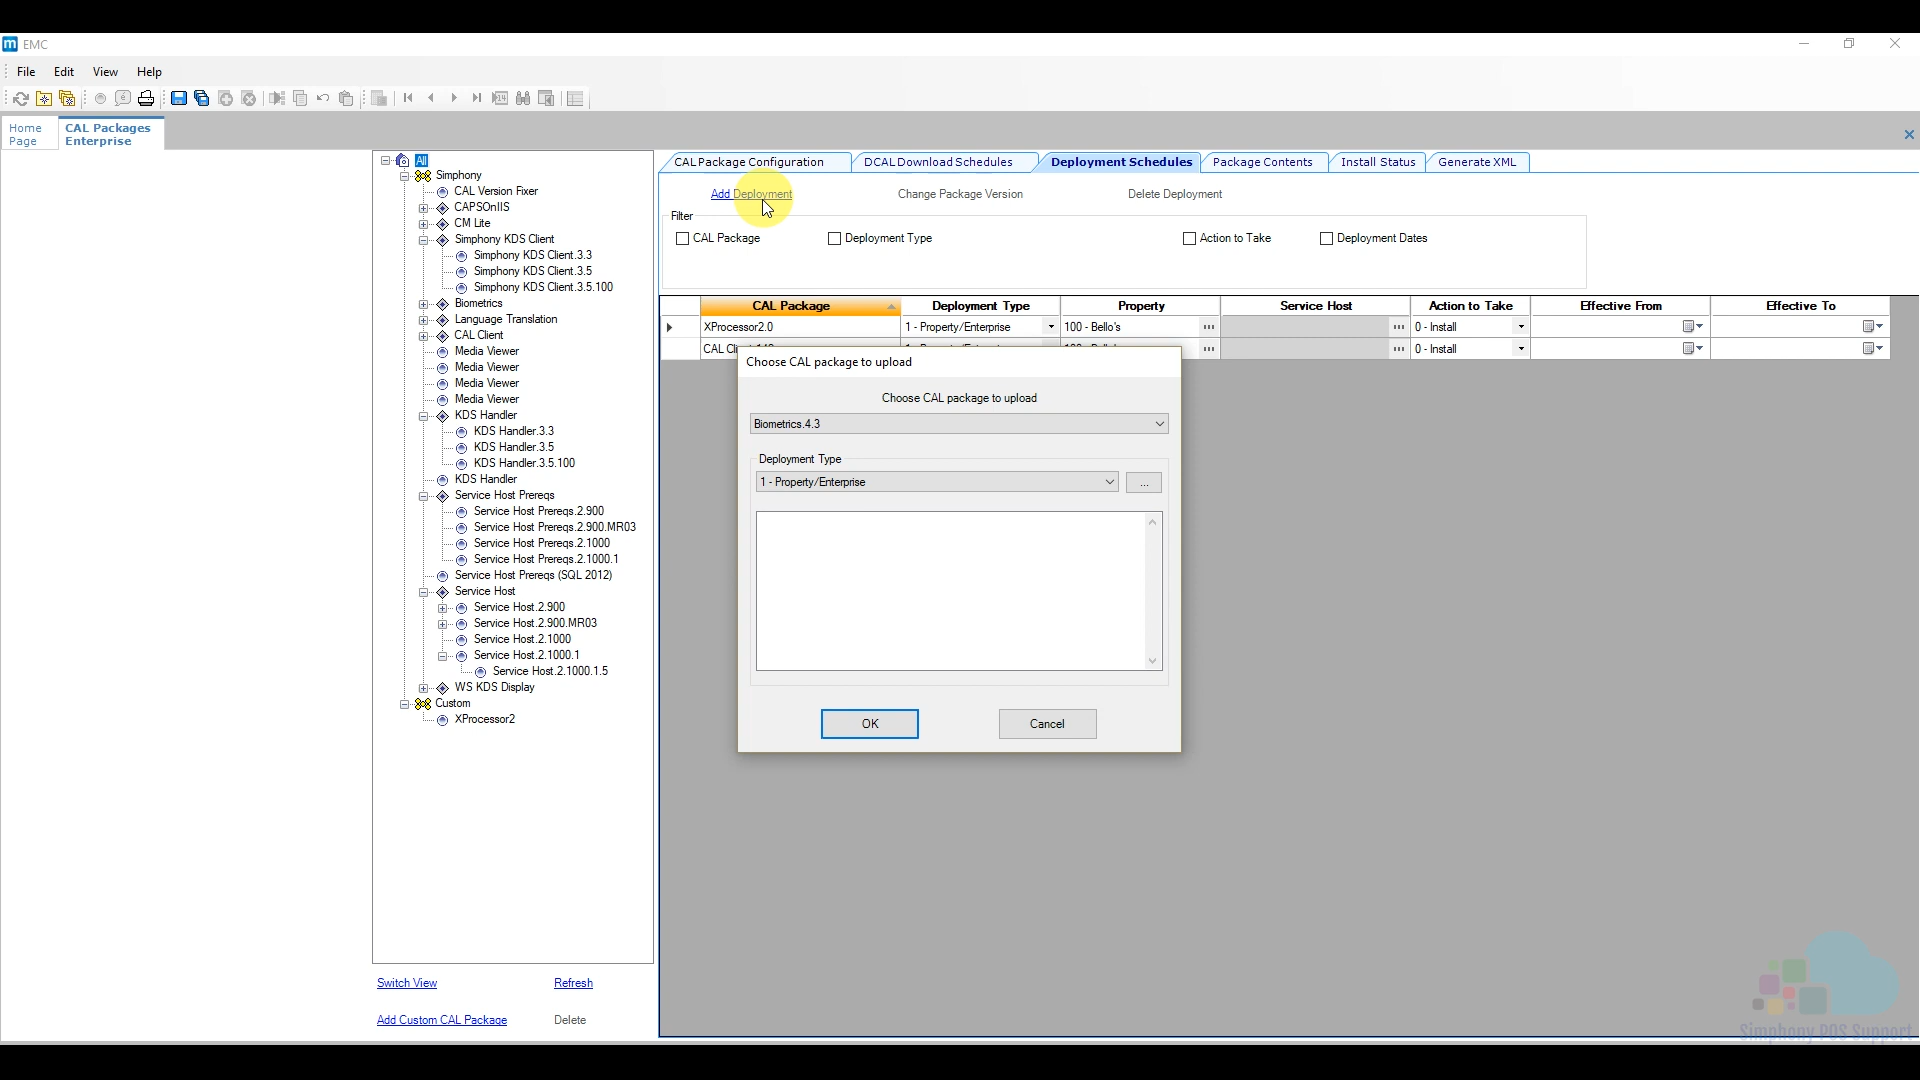 EMC
File Edit View Help
Home Page
CAL Packages Enterprise
All
Simphony
CAL Version Fixer
CAPSOnIIS
CM Lite
Simphony KDS Client
Simphony KDS Client.3.3
Simphony KDS Client.3.5
Simphony KDS Client.3.5.100
Biometrics
Language Translation
CAL Client
Media Viewer
Media Viewer
Media Viewer
Media Viewer
KDS Handler
KDS Handler.3.3
KDS Handler.3.5
KDS Handler.3.5.100
KDS Handler
Service Host Prereqs
Service Host Prereqs.2.900
Service Host Prereqs.2.900.MR03
Service Host Prereqs.2.1000
Service Host Prereqs.2.1000.1
Service Host Prereqs (SQL 2012)
Service Host
Service Host.2.900
Service Host.2.900.MR03
Service Host.2.1000
Service Host.2.1000.1
Service Host.2.1000.1.5
WS KDS Display
Custom
XProcessor2
Switch View Refresh
Add Custom CAL Package Delete
CAL Package Configuration DCAL Download Schedules Deployment Schedules Package Contents Install Status Generate XML
Add Deployment Change Package Version Delete Deployment
Filter
CAL Package Deployment Type Action to Take Deployment Dates
CAL Package Deployment Type Property Service Host Action to Take Effective From Effective To
XProcessor2.0 1 - Property/Enterprise 100 - Bello's 0 - Install
CAL 0 - Install
Choose CAL package to upload
Choose CAL package to upload
Biometrics.4.3
Deployment Type
1 - Property/Enterprise ...
OK Cancel
Simphony POS Support